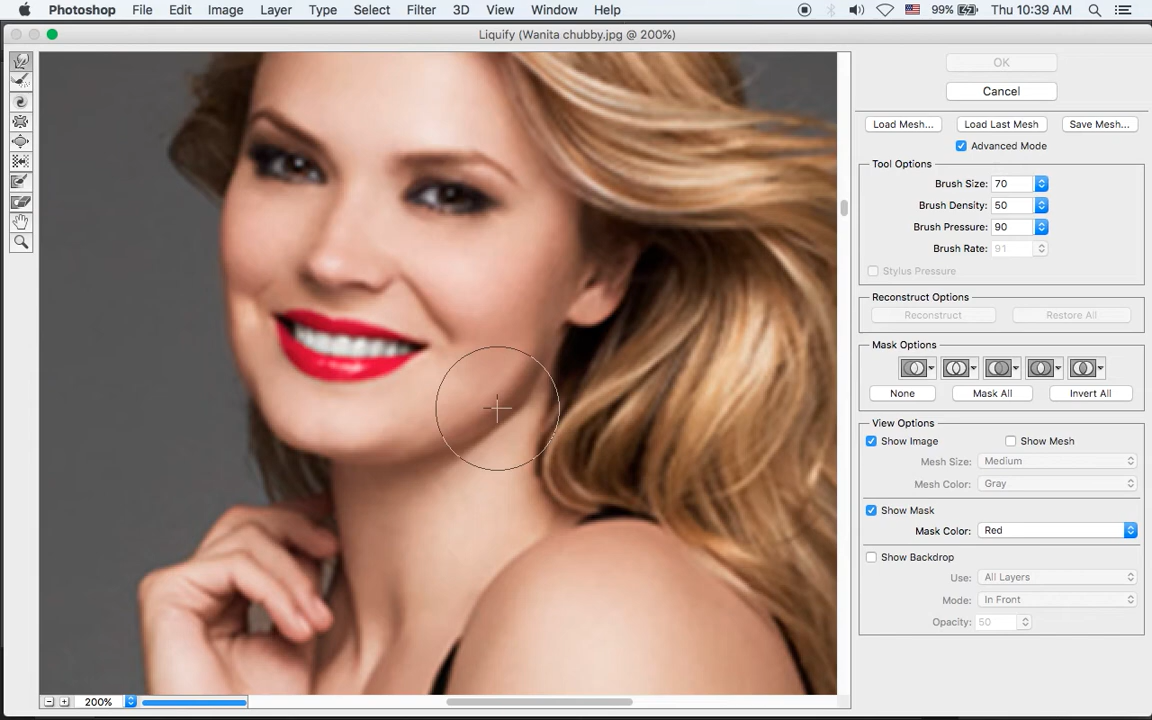 Photoshop File Edit Image Layer Type Select Filter 3D View Window Help 99% Thu 10:39 AM
Liquify (Wanita chubby.jpg @ 200%)
OK
Cancel
Load Mesh... Load Last Mesh Save Mesh...
Advanced Mode
Tool Options
Brush Size: 70
Brush Density: 50
Brush Pressure: 90
Brush Rate: 91
Stylus Pressure
Reconstruct Options
Reconstruct Restore All
Mask Options
None Mask All Invert All
View Options
Show Image Show Mesh
Mesh Size: Medium
Mesh Color: Gray
Show Mask
Mask Color: Red
Show Backdrop
Use: All Layers
Mode: In Front
Opacity: 50
200%